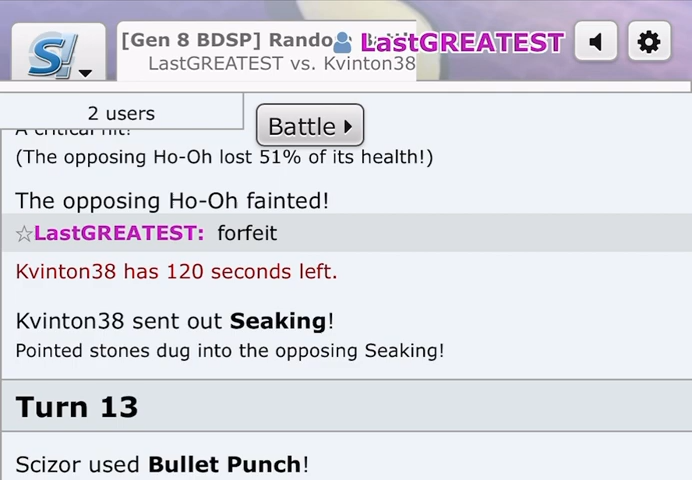 [Gen 8 BDSP] Rando
LastGREATEST
LastGREATEST vs. Kvinton38
2 users
Battle
A critical hit!
(The opposing Ho-Oh lost 51% of its health!)
The opposing Ho-Oh fainted!
☆LastGREATEST: forfeit
Kvinton38 has 120 seconds left.
Kvinton38 sent out Seaking!
Pointed stones dug into the opposing Seaking!
Turn 13
Scizor used Bullet Punch!